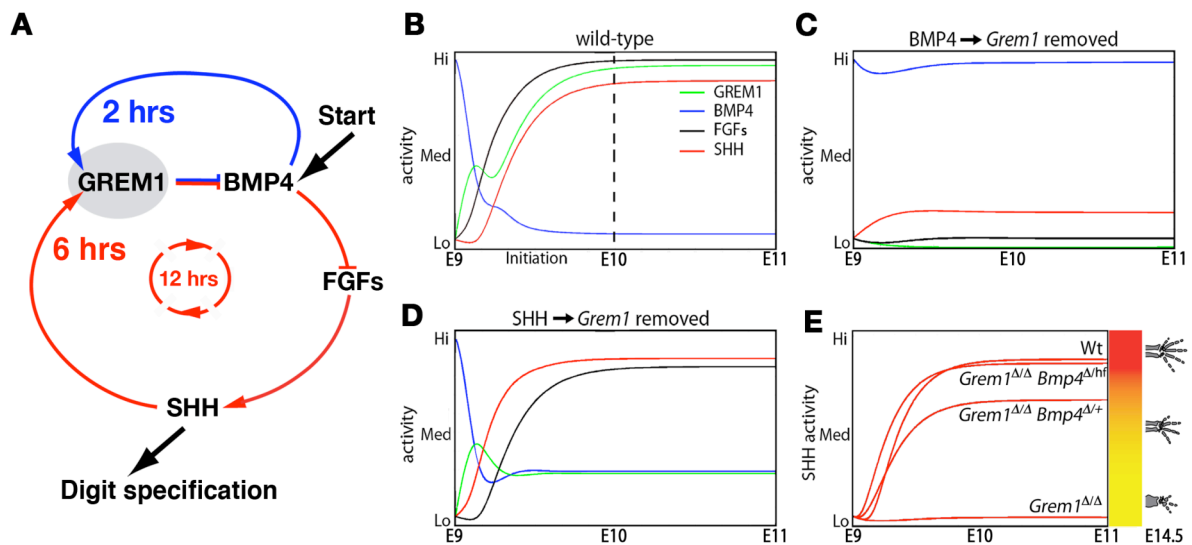 A
2 hrs
Start
GREM1
BMP4
6 hrs
12 hrs
FGFs
SHH
Digit specification
B
wild-type
Hi
Med
Lo
activity
GREM1
BMP4
FGFs
SHH
Initiation
E9
E10
E11
C
BMP4 → Grem1 removed
Hi
Med
Lo
activity
E9
E10
E11
D
SHH → Grem1 removed
Hi
Med
Lo
activity
E9
E10
E11
E
Hi
Med
Lo
SHH activity
Wt
Grem1Δ/Δ Bmp4Δ/hf
Grem1Δ/Δ Bmp4Δ/+
Grem1Δ/Δ
E9
E10
E11
E14.5